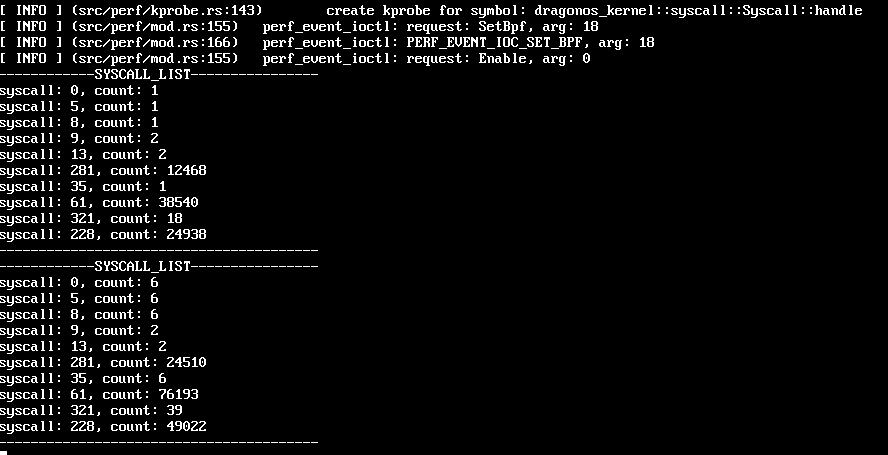 [ INFO ] (src/perf/kprobe.rs:143)        create kprobe for symbol: dragonos_kernel::syscall::Syscall::handle
[ INFO ] (src/perf/mod.rs:155)   perf_event_ioctl: request: SetBpf, arg: 18
[ INFO ] (src/perf/mod.rs:166)   perf_event_ioctl: PERF_EVENT_IOC_SET_BPF, arg: 18
[ INFO ] (src/perf/mod.rs:155)   perf_event_ioctl: request: Enable, arg: 0
------------SYSCALL_LIST----------------
syscall: 0, count: 1
syscall: 5, count: 1
syscall: 8, count: 1
syscall: 9, count: 2
syscall: 13, count: 2
syscall: 281, count: 12468
syscall: 35, count: 1
syscall: 61, count: 38540
syscall: 321, count: 18
syscall: 228, count: 24938
----------------------------------------
------------SYSCALL_LIST----------------
syscall: 0, count: 6
syscall: 5, count: 6
syscall: 8, count: 6
syscall: 9, count: 2
syscall: 13, count: 2
syscall: 281, count: 24510
syscall: 35, count: 6
syscall: 61, count: 76193
syscall: 321, count: 39
syscall: 228, count: 49022
----------------------------------------